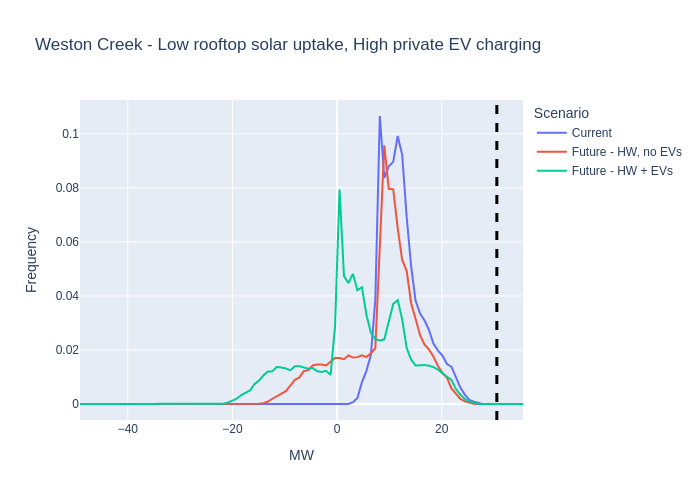 Weston Creek - Low rooftop solar uptake, High private EV charging
Scenario
Current
Future - HW, no EVs
Future - HW + EVs
Frequency
0.1
0.08
0.06
0.04
0.02
0
−40
−20
0
20
MW